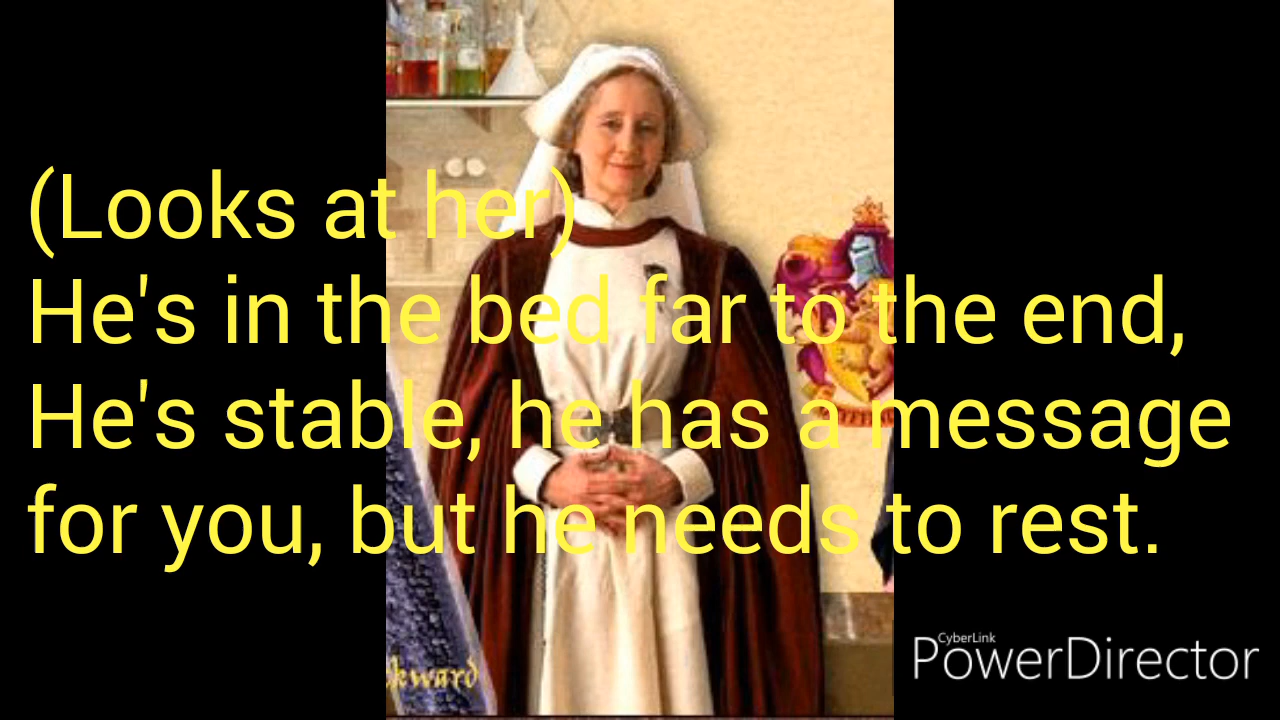 (Looks at her)
He's in the bed far to the end,
He's stable, he has a message
for you, but he needs to rest.
CyberLink
PowerDirector
kward